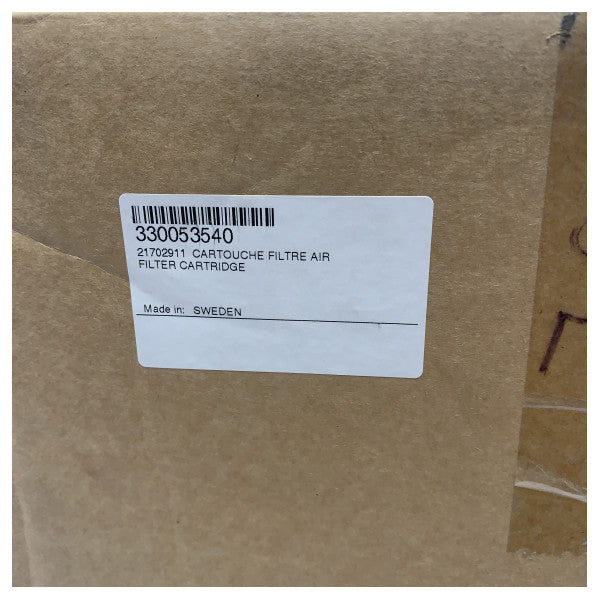 330053540
21702911 CARTOUCHE FILTRE AIR
FILTER CARTRIDGE
Made in: SWEDEN